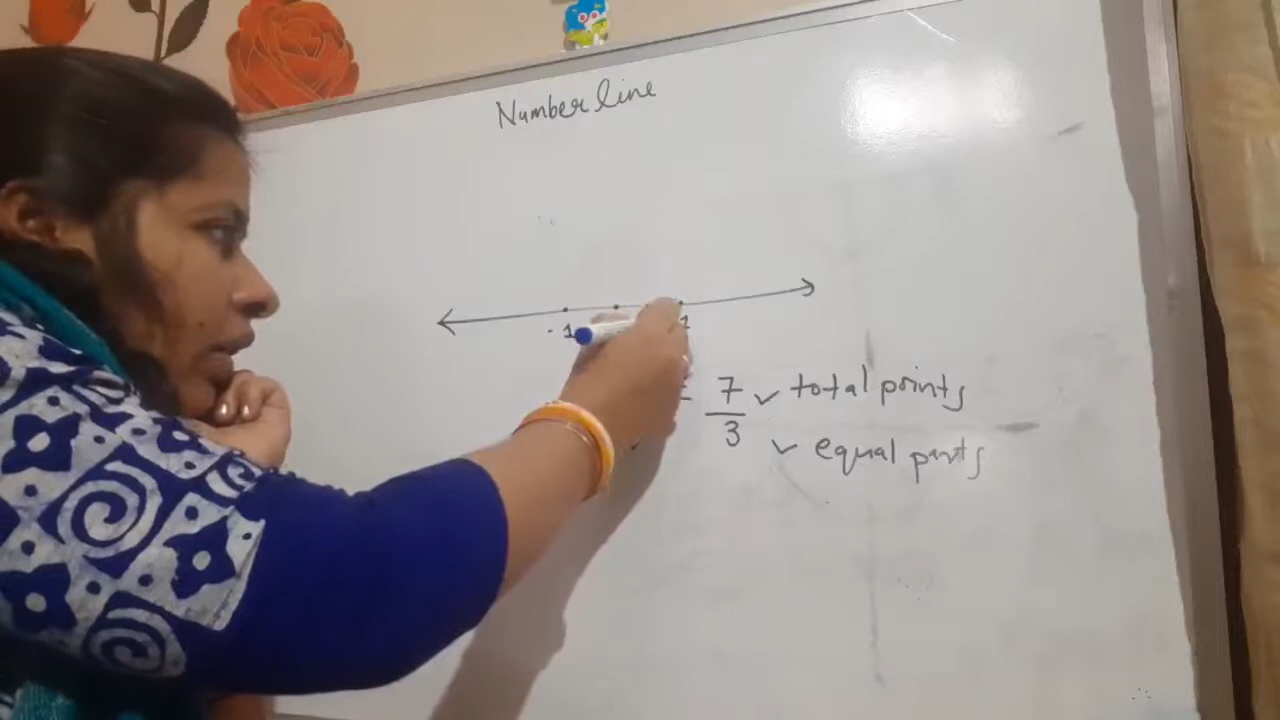 Number line
-1 1
7 ✓ total points
3 ✓ equal parts